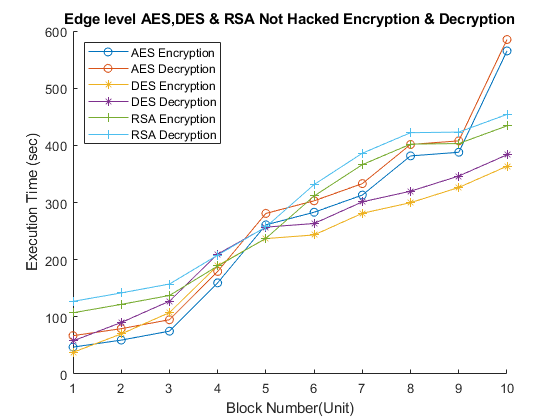 Edge level AES,DES & RSA Not Hacked Encryption & Decryption
AES Encryption
AES Decryption
DES Encryption
DES Decryption
RSA Encryption
RSA Decryption
Execution Time (sec)
600
500
400
300
200
100
0
1 2 3 4 5 6 7 8 9 10
Block Number(Unit)